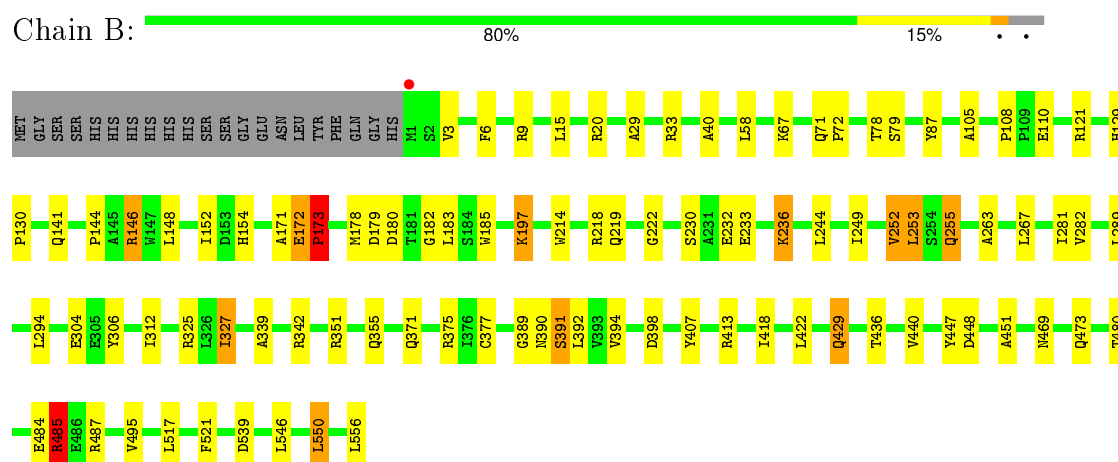 Chain B:
80% 15% • •
MET GLY SER SER HIS HIS HIS HIS HIS HIS SER SER GLY GLU ASN LEU TYR PHE GLN GLY HIS M1 S2 V3 F6 R9 L15 R20 A29 R33 A40 L58 K67 Q71 P72 T78 S79 Y87 A105 P108 P109 E110 R121
P130 Q141 P144 A145 R146 W147 L148 I152 D153 H154 A171 E172 P173 M178 D179 D180 T181 G182 L183 S184 W185 K197 W214 R218 Q219 G222 S230 A231 E232 E233 K236 L244 I249 V252 L253 S254 Q255 A263 L267 I281 V282
L294 E304 E305 Y306 I312 R325 L326 I327 A339 R342 R351 Q355 Q371 R375 I376 C377 G389 N390 S391 L392 V393 V394 D398 Y407 R413 I418 L422 Q429 T436 V440 Y447 D448 A451 N469 Q473
E484 R485 E486 R487 V495 L517 F521 D539 L546 L550 L556